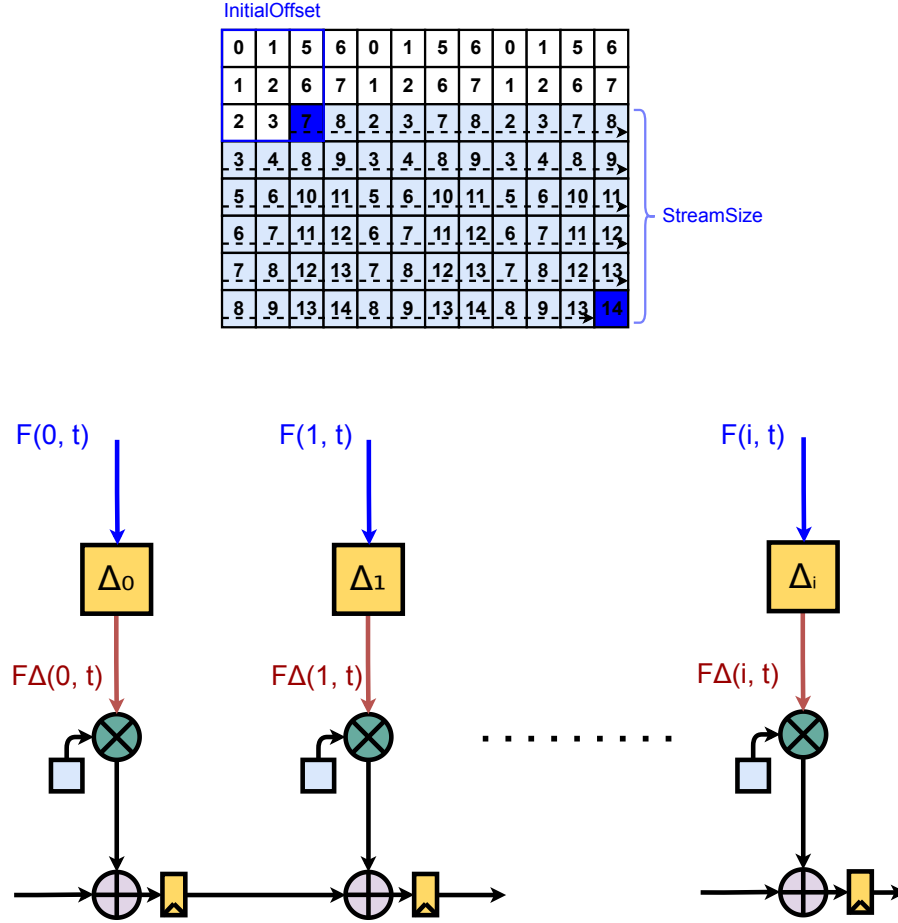 InitialOffset
0 1 5 6 0 1 5 6 0 1 5 6
1 2 6 7 1 2 6 7 1 2 6 7
2 3 7 8 2 3 7 8 2 3 7 8
3 4 8 9 3 4 8 9 3 4 8 9
5 6 10 11 5 6 10 11 5 6 10 11
StreamSize
6 7 11 12 6 7 11 12 6 7 11 12
7 8 12 13 7 8 12 13 7 8 12 13
8 9 13 14 8 9 13 14 8 9 13 14
F(0, t) F(1, t) F(i, t)
Δ0 Δ1 Δi
FΔ(0, t) FΔ(1, t) FΔ(i, t)